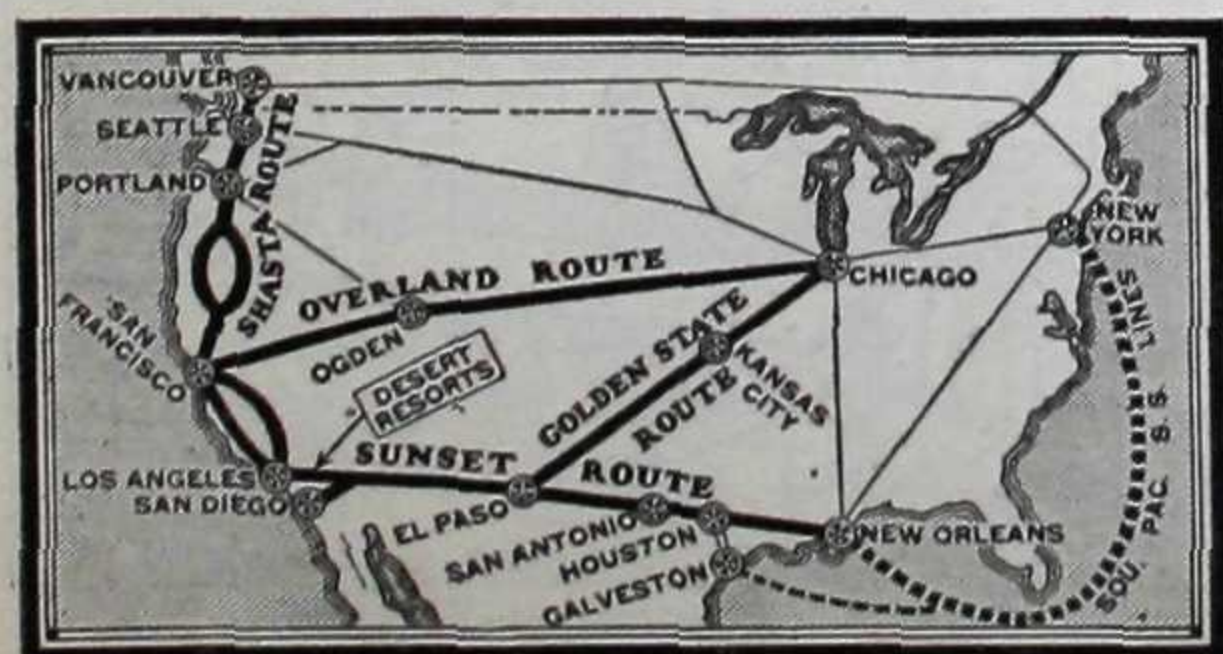 VANCOUVER
SEATTLE
PORTLAND
SHASTA ROUTE
SAN
FRANCISCO
OVERLAND ROUTE
OGDEN
DESERT
RESORTS
GOLDEN STATE
ROUTE
KANSAS
CITY
CHICAGO
NEW
YORK
LOS ANGELES
SAN DIEGO
SUNSET ROUTE
EL PASO
SAN ANTONIO
HOUSTON
GALVESTON
NEW ORLEANS
SOU. PAC. S.S. LINES